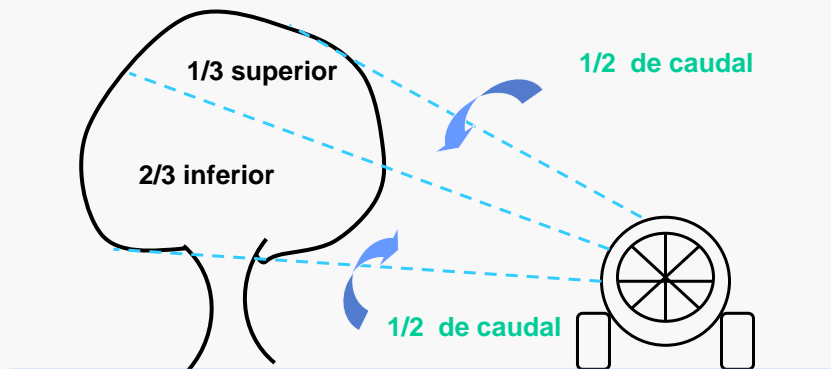 1/2 de caudal
1/3 superior
2/3 inferior
1/2 de caudal